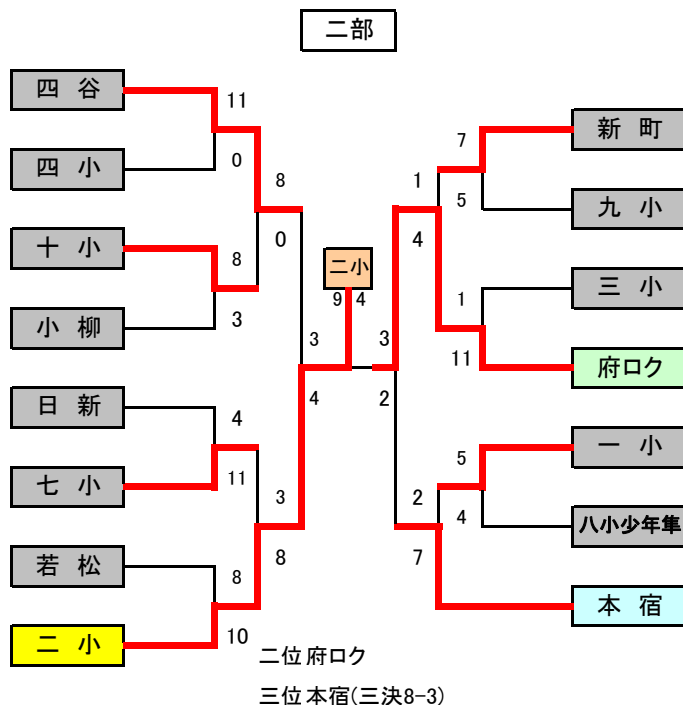 二部
四 谷
11
四 小
0
8
十 小
0
8
小 柳
3
3
日 新
4
4
七 小
11
3
若 松
8
8
二 小
10
二小
9 4
新 町
7
1
九 小
5
4
三 小
1
府ロク
11
3
2
一 小
5
2
八小少年隼
4
7
本 宿
二位 府ロク
三位 本宿(三決8-3)